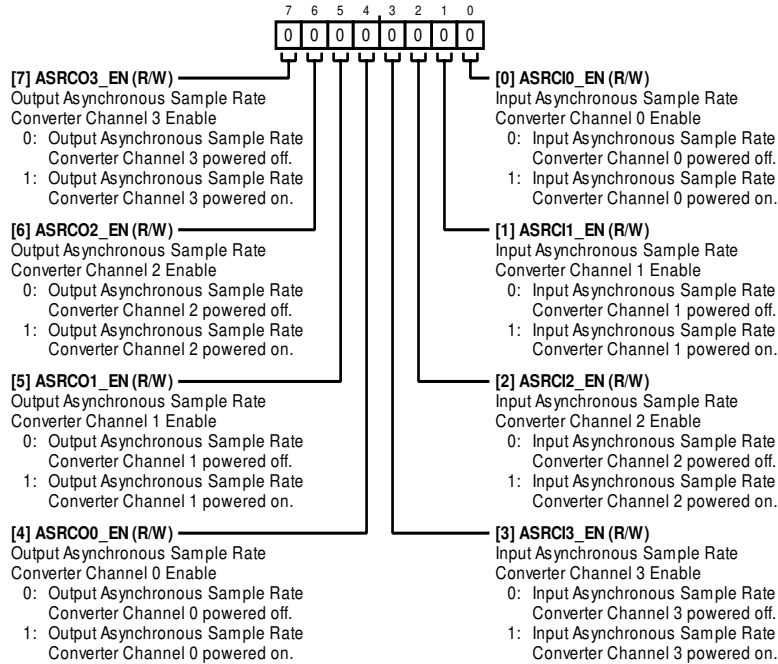 7 6 5 4 3 2 1 0
0 0 0 0 0 0 0 0
[7] ASRCO3_EN (R/W)
Output Asynchronous Sample Rate
Converter Channel 3 Enable
0: Output Asynchronous Sample Rate
Converter Channel 3 powered off.
1: Output Asynchronous Sample Rate
Converter Channel 3 powered on.
[6] ASRCO2_EN (R/W)
Output Asynchronous Sample Rate
Converter Channel 2 Enable
0: Output Asynchronous Sample Rate
Converter Channel 2 powered off.
1: Output Asynchronous Sample Rate
Converter Channel 2 powered on.
[5] ASRCO1_EN (R/W)
Output Asynchronous Sample Rate
Converter Channel 1 Enable
0: Output Asynchronous Sample Rate
Converter Channel 1 powered off.
1: Output Asynchronous Sample Rate
Converter Channel 1 powered on.
[4] ASRCO0_EN (R/W)
Output Asynchronous Sample Rate
Converter Channel 0 Enable
0: Output Asynchronous Sample Rate
Converter Channel 0 powered off.
1: Output Asynchronous Sample Rate
Converter Channel 0 powered on.
[0] ASRCI0_EN (R/W)
Input Asynchronous Sample Rate
Converter Channel 0 Enable
0: Input Asynchronous Sample Rate
Converter Channel 0 powered off.
1: Input Asynchronous Sample Rate
Converter Channel 0 powered on.
[1] ASRCI1_EN (R/W)
Input Asynchronous Sample Rate
Converter Channel 1 Enable
0: Input Asynchronous Sample Rate
Converter Channel 1 powered off.
1: Input Asynchronous Sample Rate
Converter Channel 1 powered on.
[2] ASRCI2_EN (R/W)
Input Asynchronous Sample Rate
Converter Channel 2 Enable
0: Input Asynchronous Sample Rate
Converter Channel 2 powered off.
1: Input Asynchronous Sample Rate
Converter Channel 2 powered on.
[3] ASRCI3_EN (R/W)
Input Asynchronous Sample Rate
Converter Channel 3 Enable
0: Input Asynchronous Sample Rate
Converter Channel 3 powered off.
1: Input Asynchronous Sample Rate
Converter Channel 3 powered on.